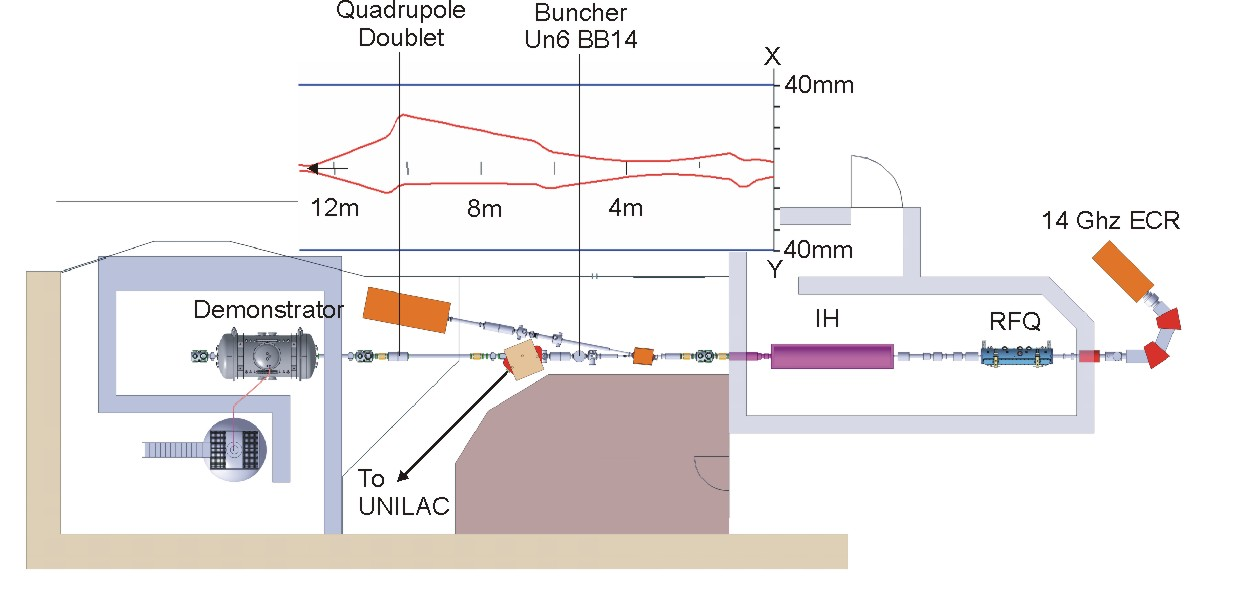 Quadrupole
Doublet
Buncher
Un6 BB14
X
40mm
12m
8m
4m
40mm
Y
14 Ghz ECR
Demonstrator
IH
RFQ
To
UNILAC